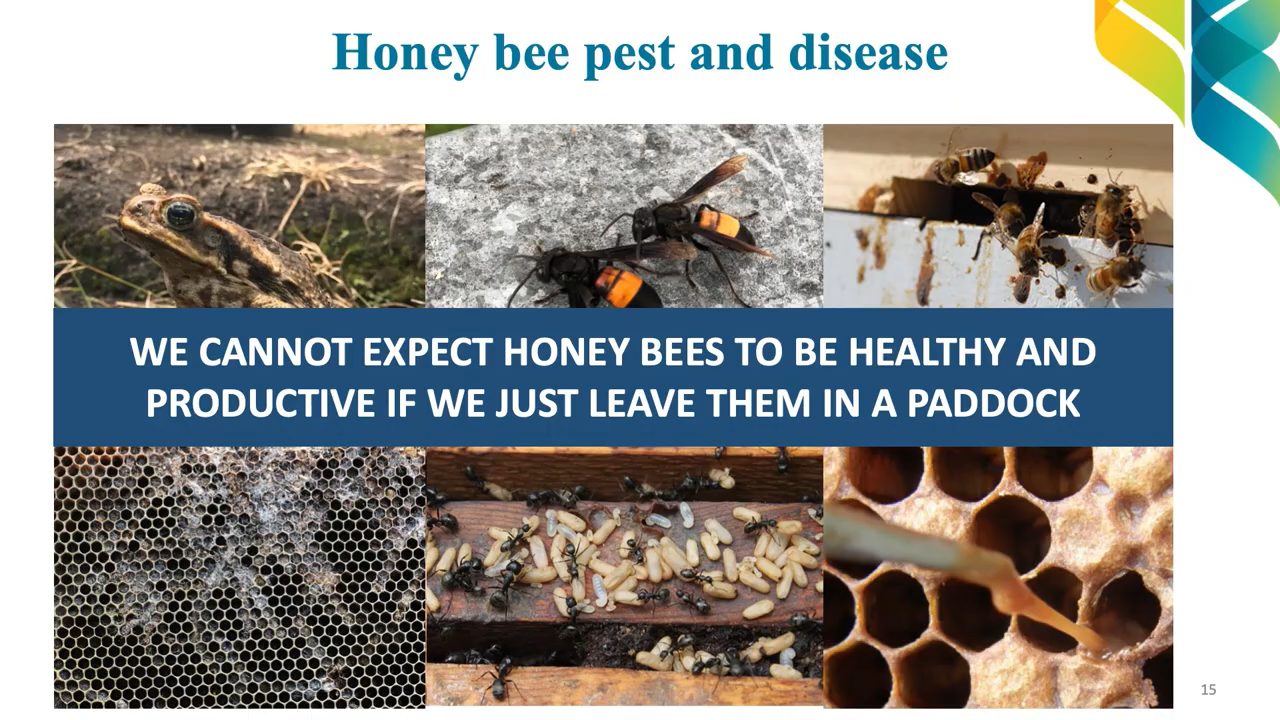 Honey bee pest and disease
WE CANNOT EXPECT HONEY BEES TO BE HEALTHY AND
PRODUCTIVE IF WE JUST LEAVE THEM IN A PADDOCK
15